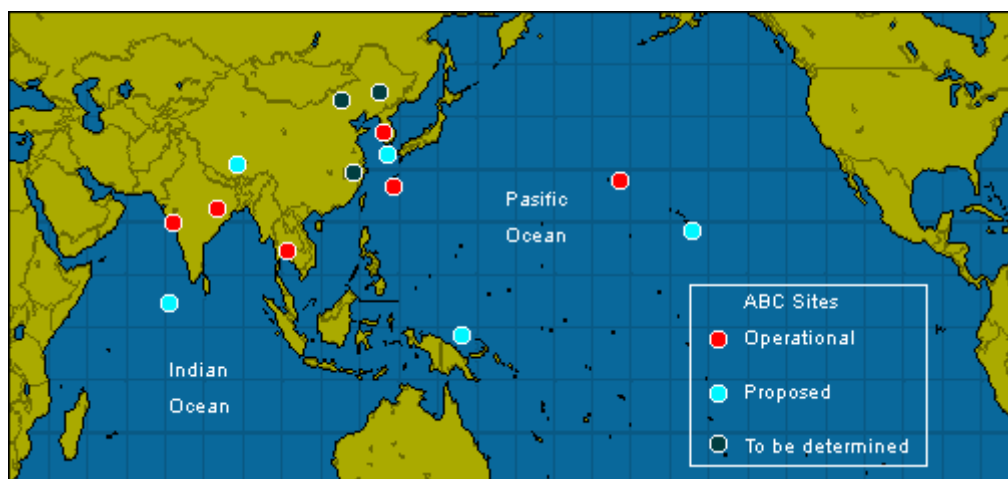 Pasific
Ocean
ABC Sites
Operational
Indian
Proposed
Ocean
To be determined